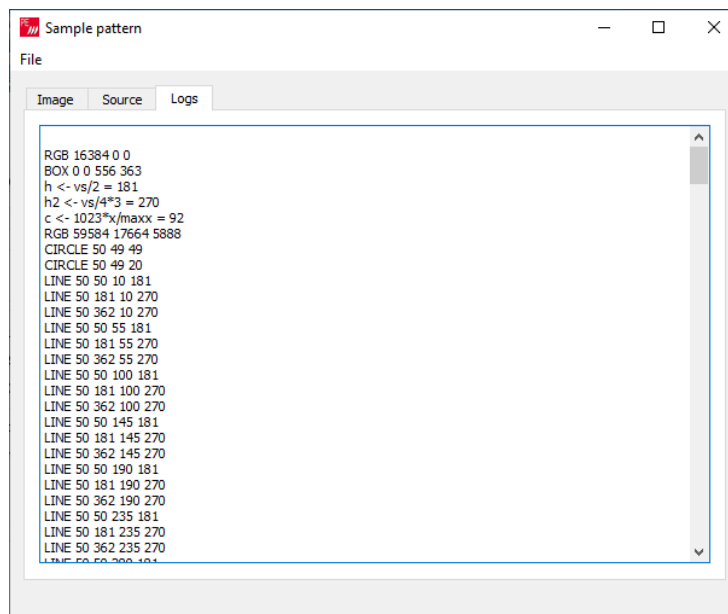 PE
Sample pattern
File
Image Source Logs
RGB 16384 0 0
BOX 0 0 556 363
h <- vs/2 = 181
h2 <- vs/4*3 = 270
c <- 1023*x/maxx = 92
RGB 59584 17664 5888
CIRCLE 50 49 49
CIRCLE 50 49 20
LINE 50 50 10 181
LINE 50 181 10 270
LINE 50 362 10 270
LINE 50 50 55 181
LINE 50 181 55 270
LINE 50 362 55 270
LINE 50 50 100 181
LINE 50 181 100 270
LINE 50 362 100 270
LINE 50 50 145 181
LINE 50 181 145 270
LINE 50 362 145 270
LINE 50 50 190 181
LINE 50 181 190 270
LINE 50 362 190 270
LINE 50 50 235 181
LINE 50 181 235 270
LINE 50 362 235 270
LINE 50 50 280 181